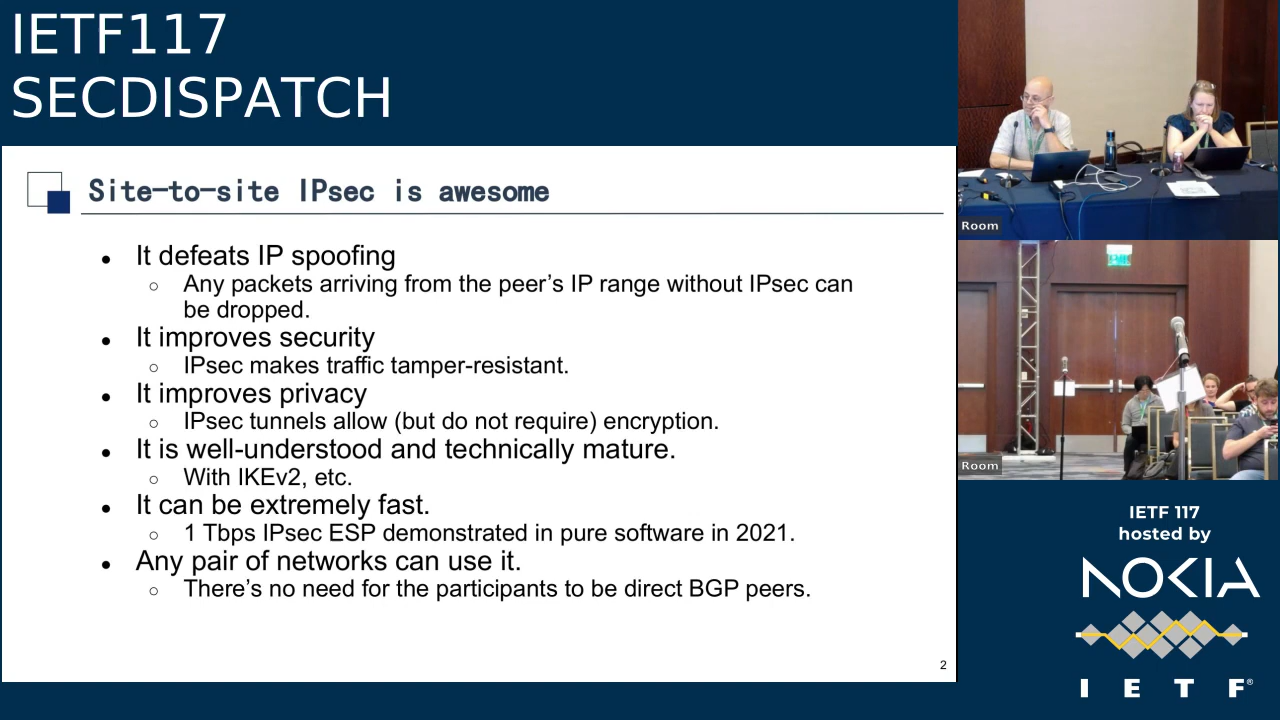 IETF117
SECDISPATCH
Site-to-site IPsec is awesome
● It defeats IP spoofing
○ Any packets arriving from the peer’s IP range without IPsec can
be dropped.
● It improves security
○ IPsec makes traffic tamper-resistant.
● It improves privacy
○ IPsec tunnels allow (but do not require) encryption.
● It is well-understood and technically mature.
○ With IKEv2, etc.
● It can be extremely fast.
○ 1 Tbps IPsec ESP demonstrated in pure software in 2021.
● Any pair of networks can use it.
○ There’s no need for the participants to be direct BGP peers.
2
Room
Room
IETF 117
hosted by
NOKIA
I E T F®